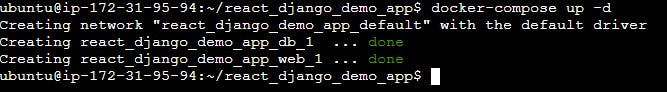 ubuntu@ip-172-31-95-94:~/react_django_demo_app$ docker-compose up -d
Creating network "react_django_demo_app_default" with the default driver
Creating react_django_demo_app_db_1  ... done
Creating react_django_demo_app_web_1 ... done
ubuntu@ip-172-31-95-94:~/react_django_demo_app$